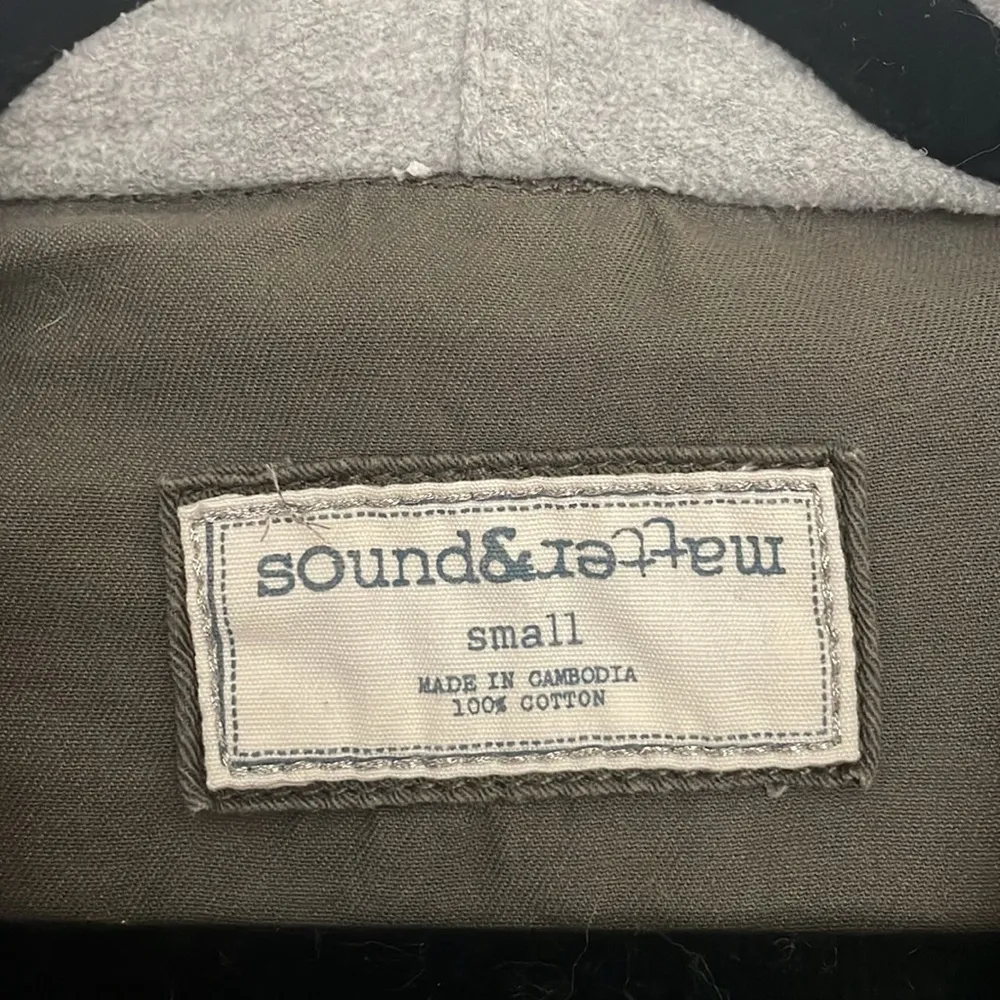 sound&matter
small
MADE IN CAMBODIA
100% COTTON